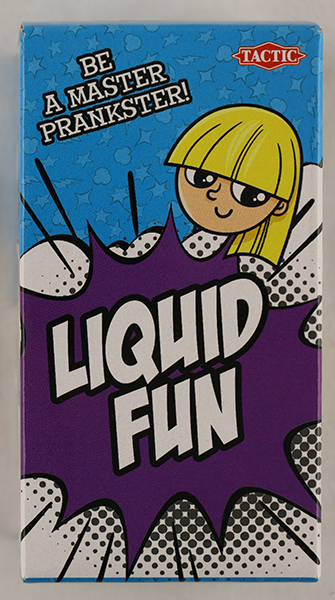 TACTIC
BE
A MASTER
PRANKSTER!
LIQUID
FUN